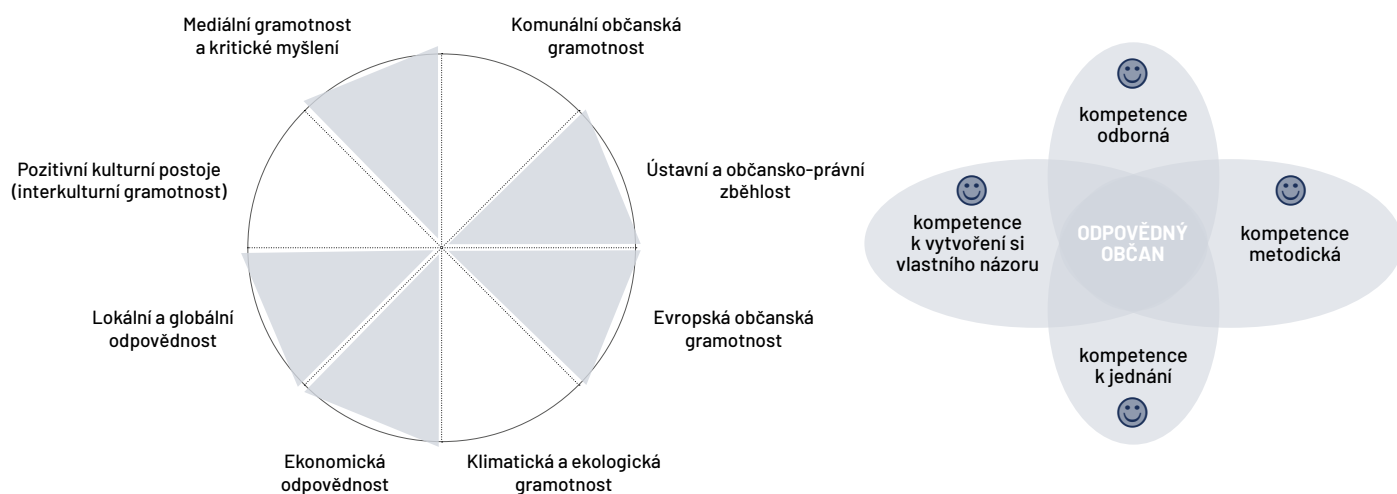 Mediální gramotnost
a kritické myšlení
Komunální občanská
gramotnost
Pozitivní kulturní postoje
(interkulturní gramotnost)
Ústavní a občansko-právní
zběhlost
Lokální a globální
odpovědnost
Evropská občanská
gramotnost
Ekonomická
odpovědnost
Klimatická a ekologická
gramotnost
kompetence
odborná
kompetence
k vytvoření si
vlastního názoru
ODPOVĚDNÝ
OBČAN
kompetence
metodická
kompetence
k jednání